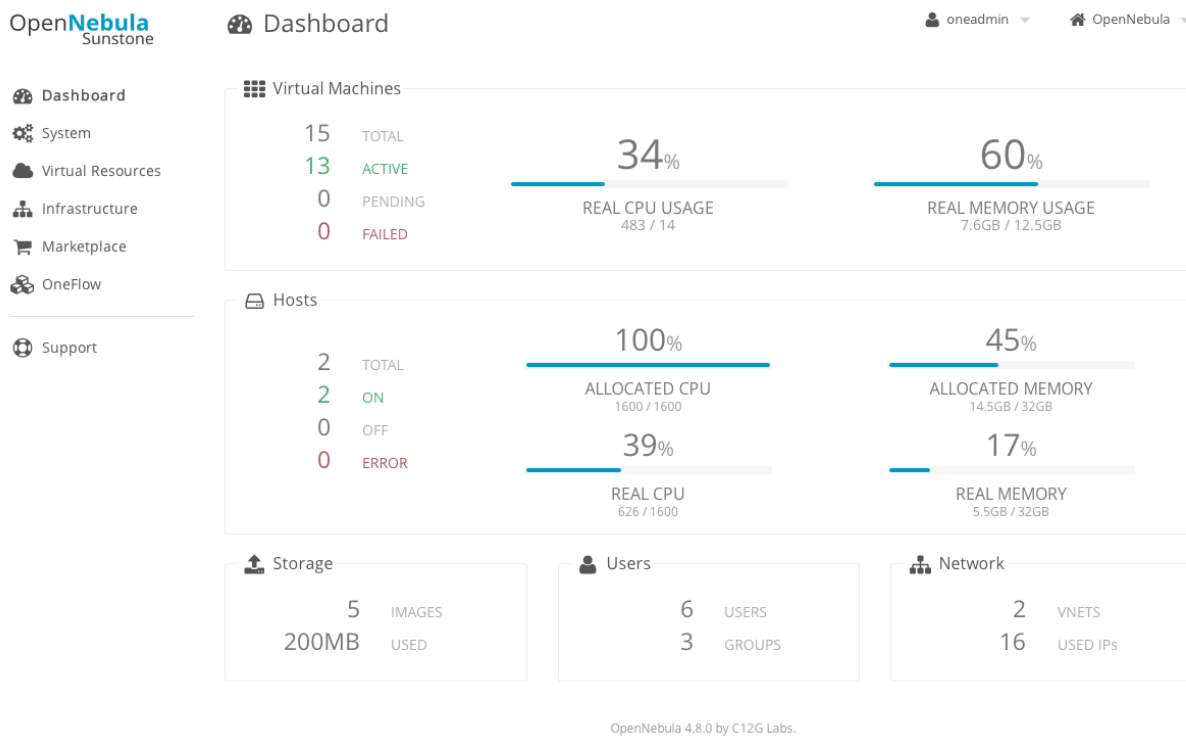 OpenNebula
Sunstone
Dashboard
oneadmin
OpenNebula
Dashboard
System
Virtual Resources
Infrastructure
Marketplace
OneFlow
Support
Virtual Machines
15 TOTAL
13 ACTIVE
0 PENDING
0 FAILED
34%
REAL CPU USAGE
483 / 14
60%
REAL MEMORY USAGE
7.6GB / 12.5GB
Hosts
2 TOTAL
2 ON
0 OFF
0 ERROR
100%
ALLOCATED CPU
1600 / 1600
45%
ALLOCATED MEMORY
14.5GB / 32GB
39%
REAL CPU
626 / 1600
17%
REAL MEMORY
5.5GB / 32GB
Storage
5 IMAGES
200MB USED
Users
6 USERS
3 GROUPS
Network
2 VNETS
16 USED IPs
OpenNebula 4.8.0 by C12G Labs.